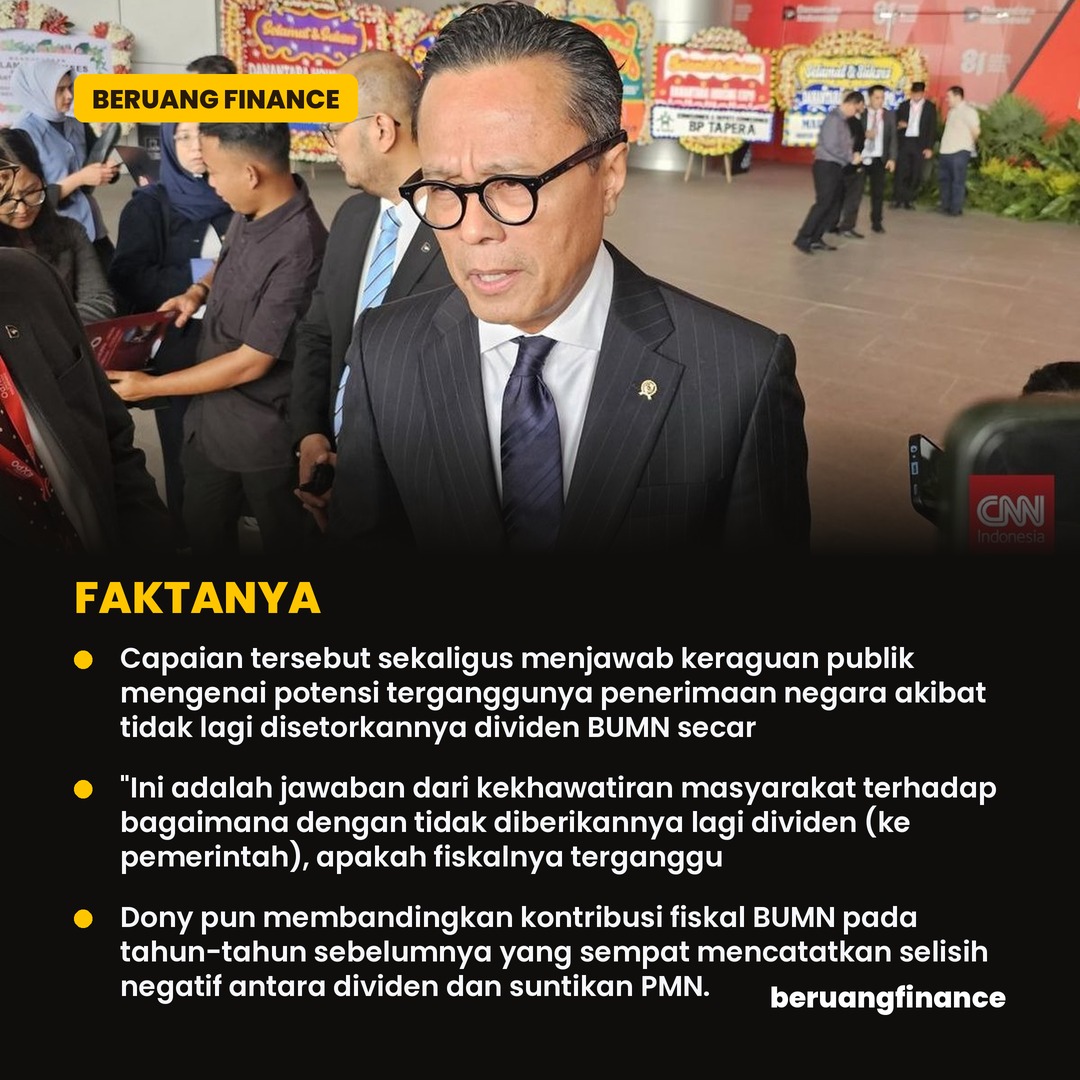 BERUANG FINANCE
Selamat & Sukses
BP TAPERA
CNN
Indonesia
FAKTANYA
Capaian tersebut sekaligus menjawab keraguan publik
mengenai potensi terganggunya penerimaan negara akibat
tidak lagi disetorkannya dividen BUMN secar
"Ini adalah jawaban dari kekhawatiran masyarakat terhadap
bagaimana dengan tidak diberikannya lagi dividen (ke
pemerintah), apakah fiskalnya terganggu
Dony pun membandingkan kontribusi fiskal BUMN pada
tahun-tahun sebelumnya yang sempat mencatatkan selisih
negatif antara dividen dan suntikan PMN.
beruangfinance